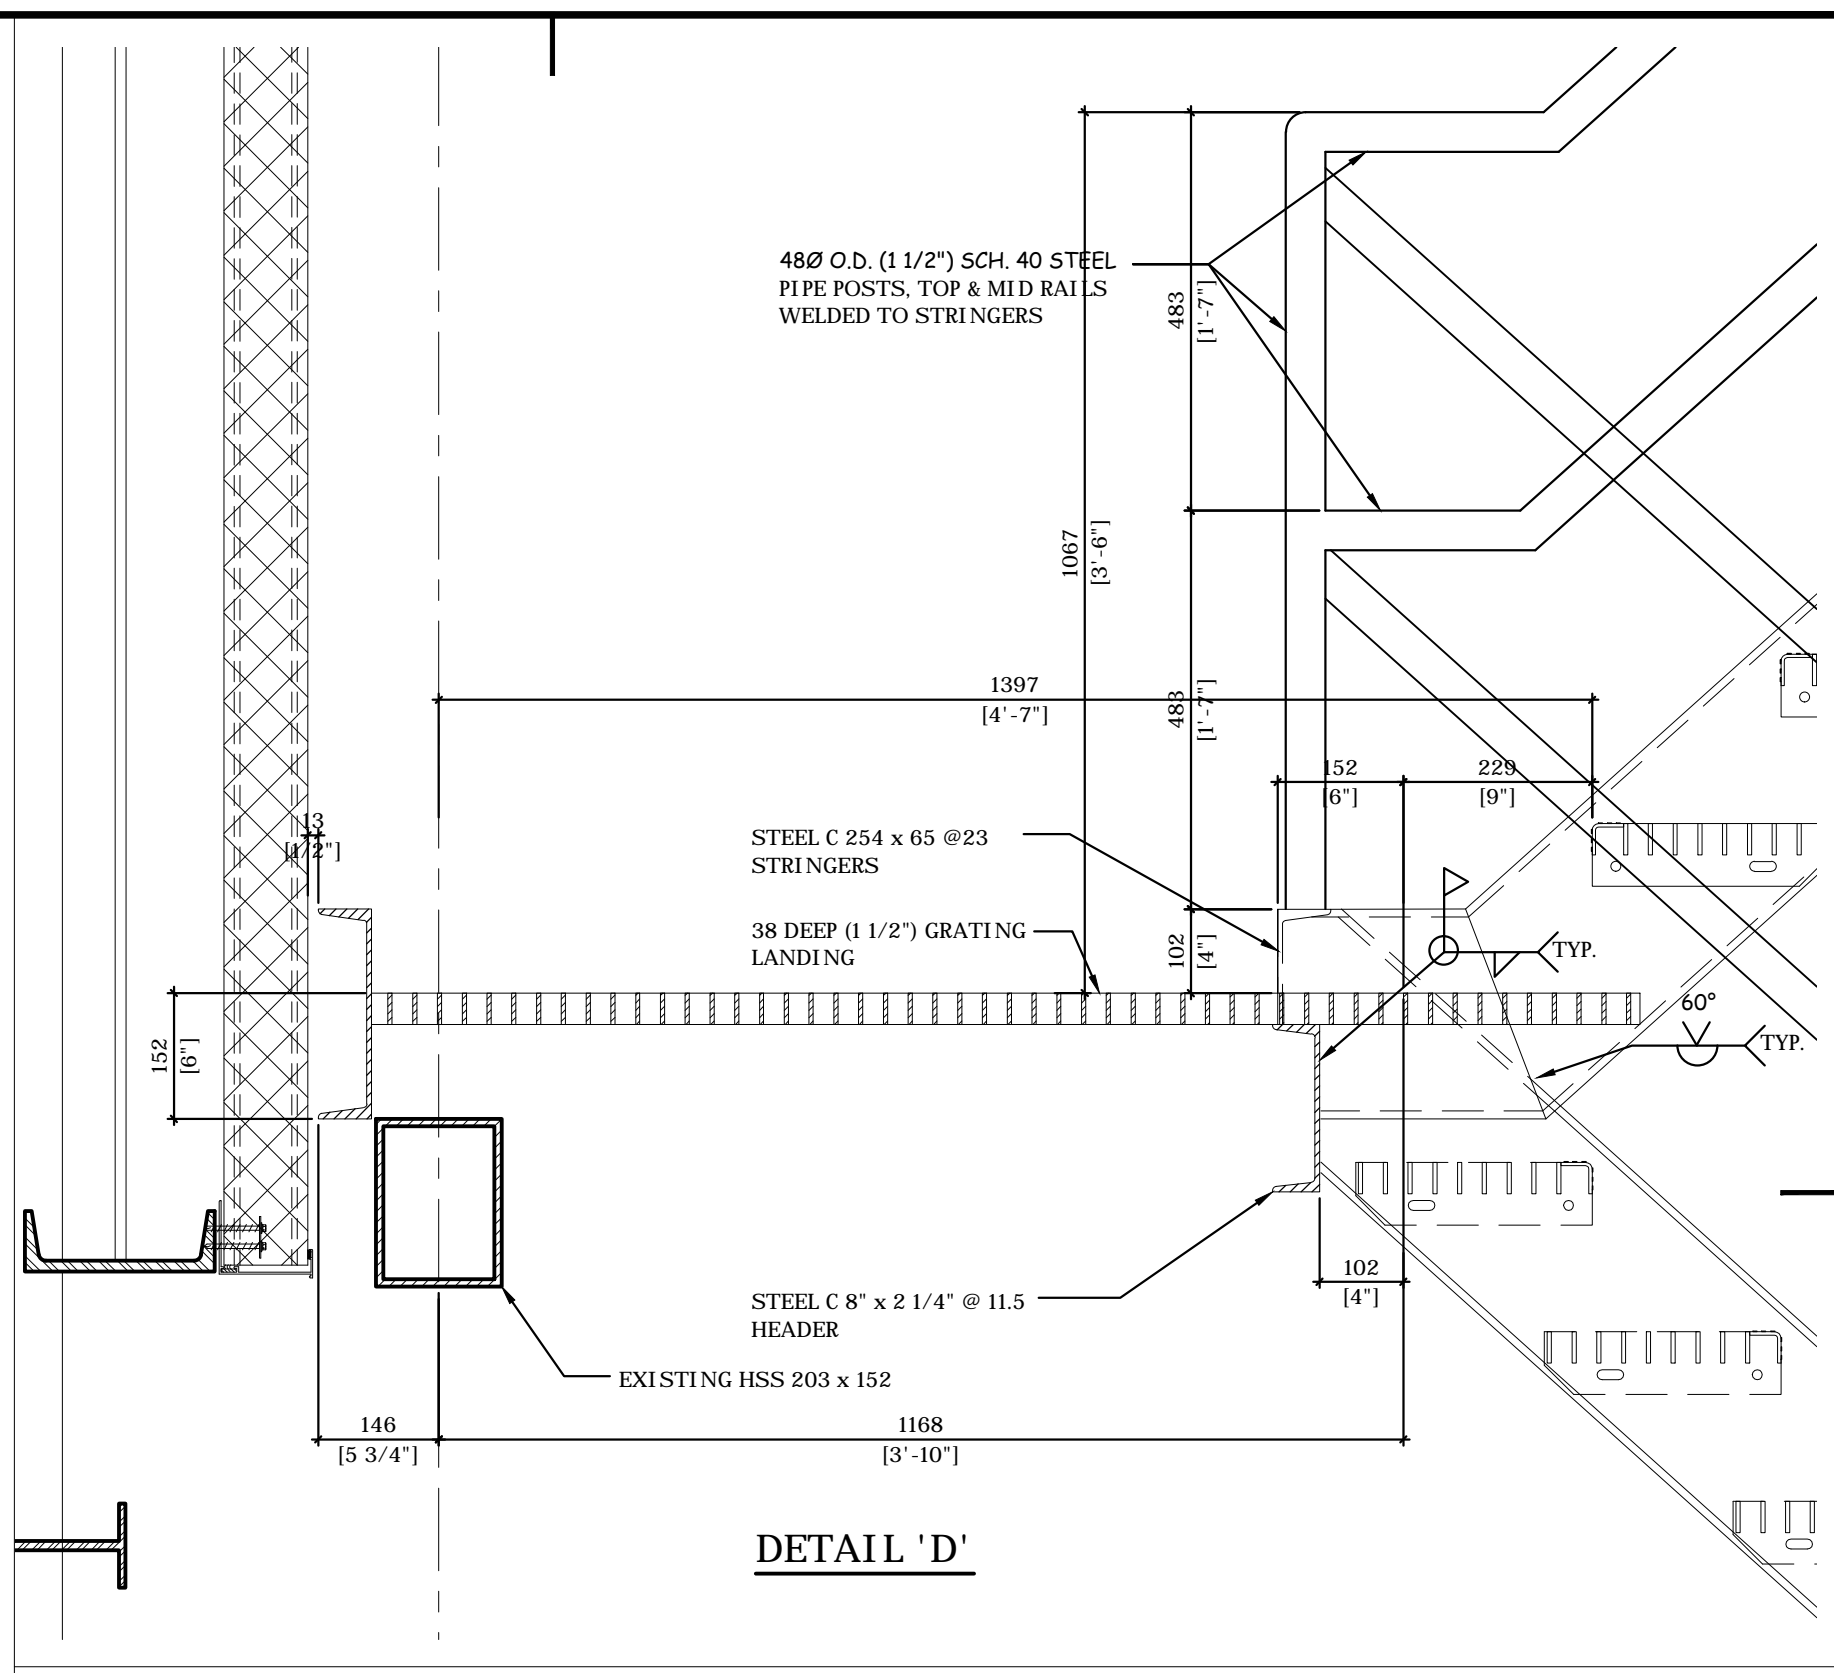 48Ø O.D. (1 1/2") SCH. 40 STEEL
PIPE POSTS, TOP & MID RAILS
WELDED TO STRINGERS
483
[1'-7"]
1067
[3'-6"]
1397
[4'-7"]
483
[1'-7"]
152
[6"]
229
[9"]
13
[1/2"]
STEEL C 254 x 65 @23
STRINGERS
38 DEEP (1 1/2") GRATING
LANDING
102
[4"]
TYP.
60°
TYP.
152
[6"]
102
[4"]
STEEL C 8" x 2 1/4" @ 11.5
HEADER
EXISTING HSS 203 x 152
146
[5 3/4"]
1168
[3'-10"]
DETAIL 'D'